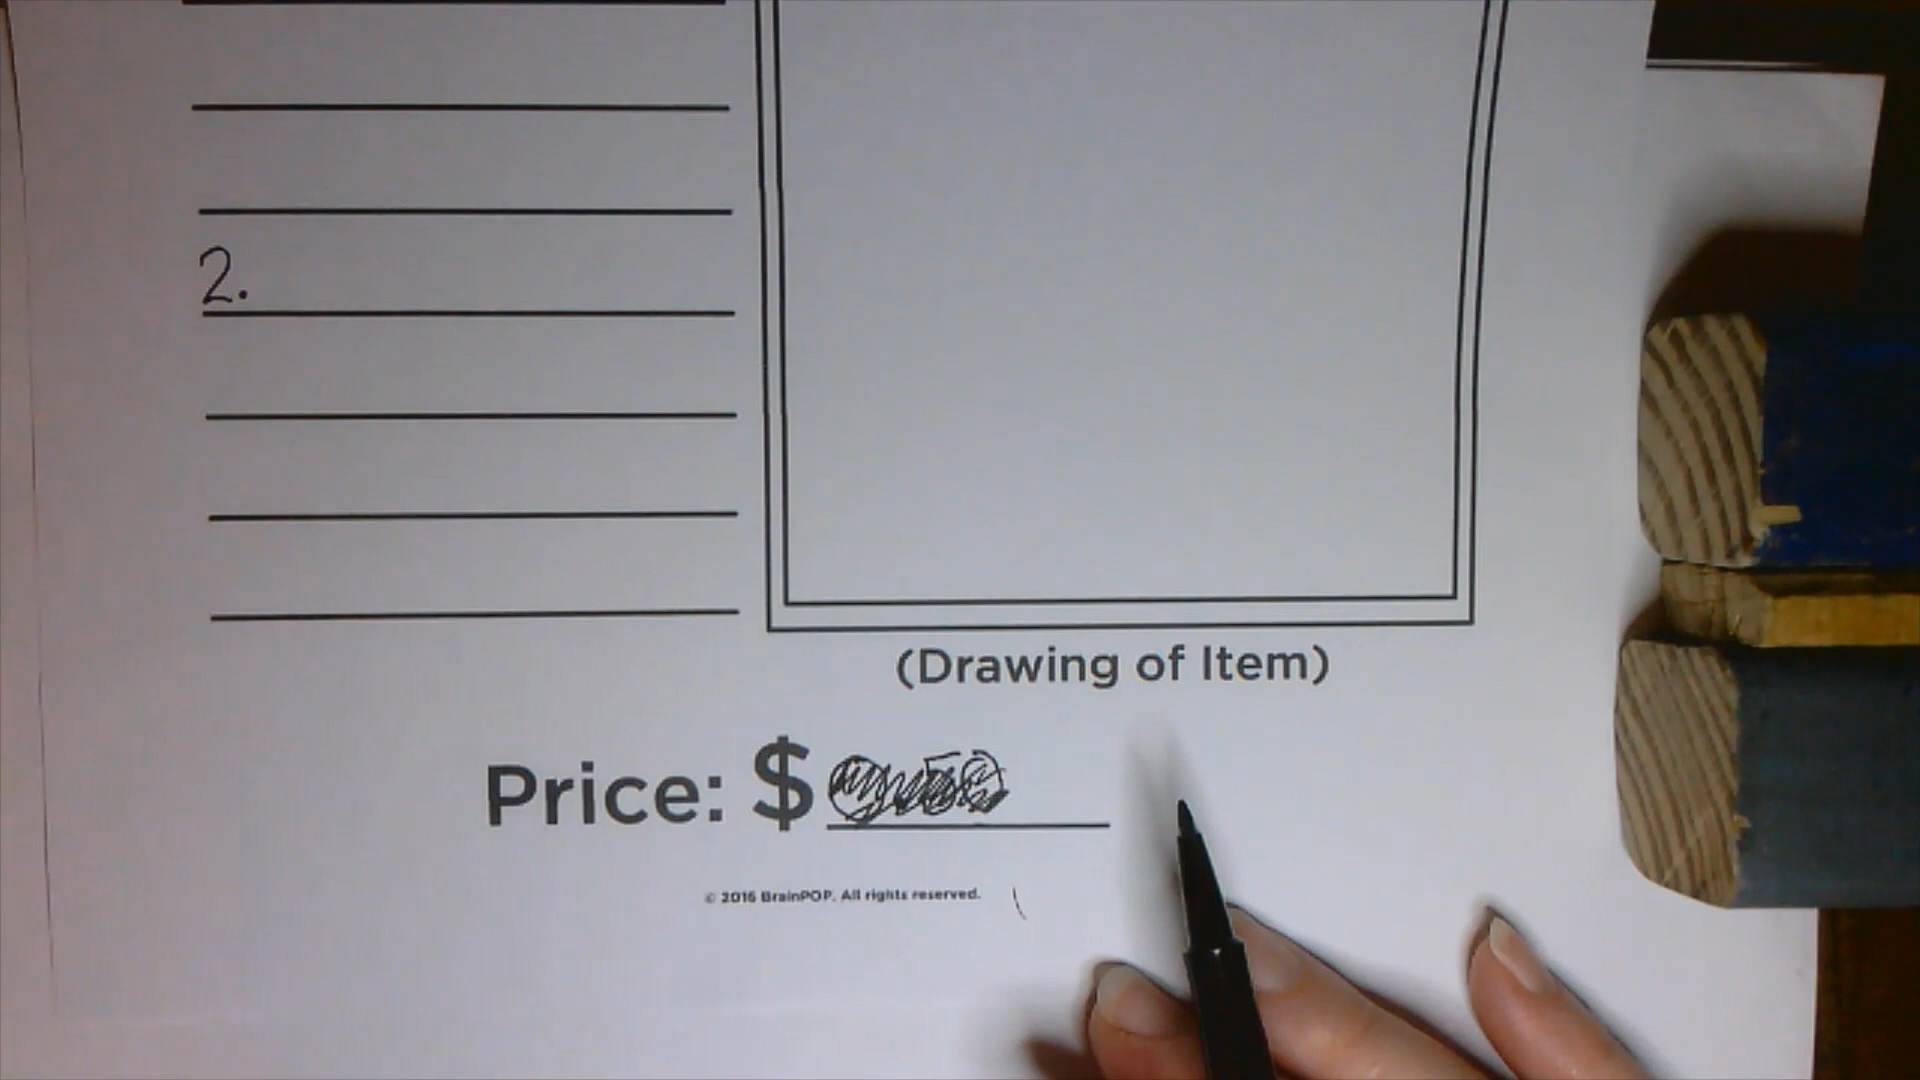 2.
(Drawing of Item)
Price: $
© 2016 BrainPOP. All rights reserved.